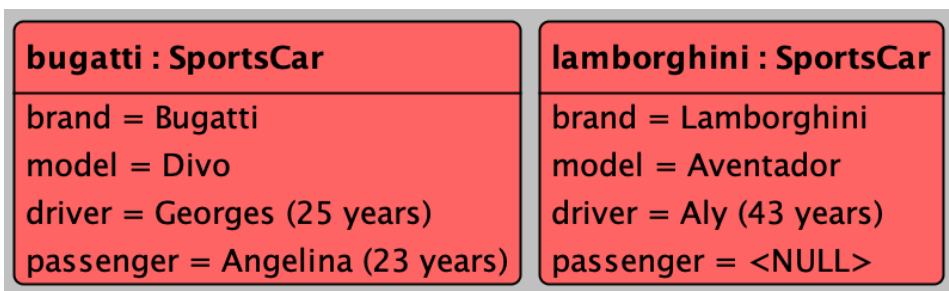 bugatti : SportsCar
brand = Bugatti
model = Divo
driver = Georges (25 years)
passenger = Angelina (23 years)
lamborghini : SportsCar
brand = Lamborghini
model = Aventador
driver = Aly (43 years)
passenger = <NULL>